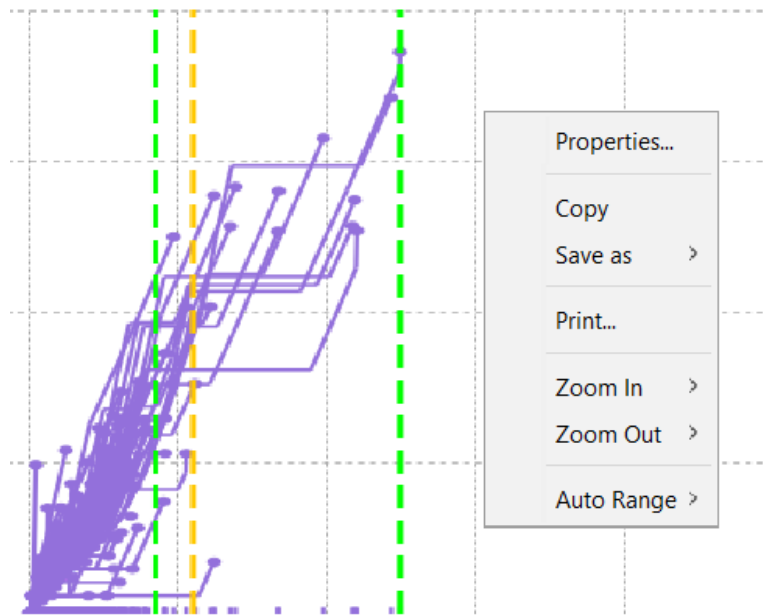 Properties...
Copy
Save as
Print...
Zoom In
Zoom Out
Auto Range